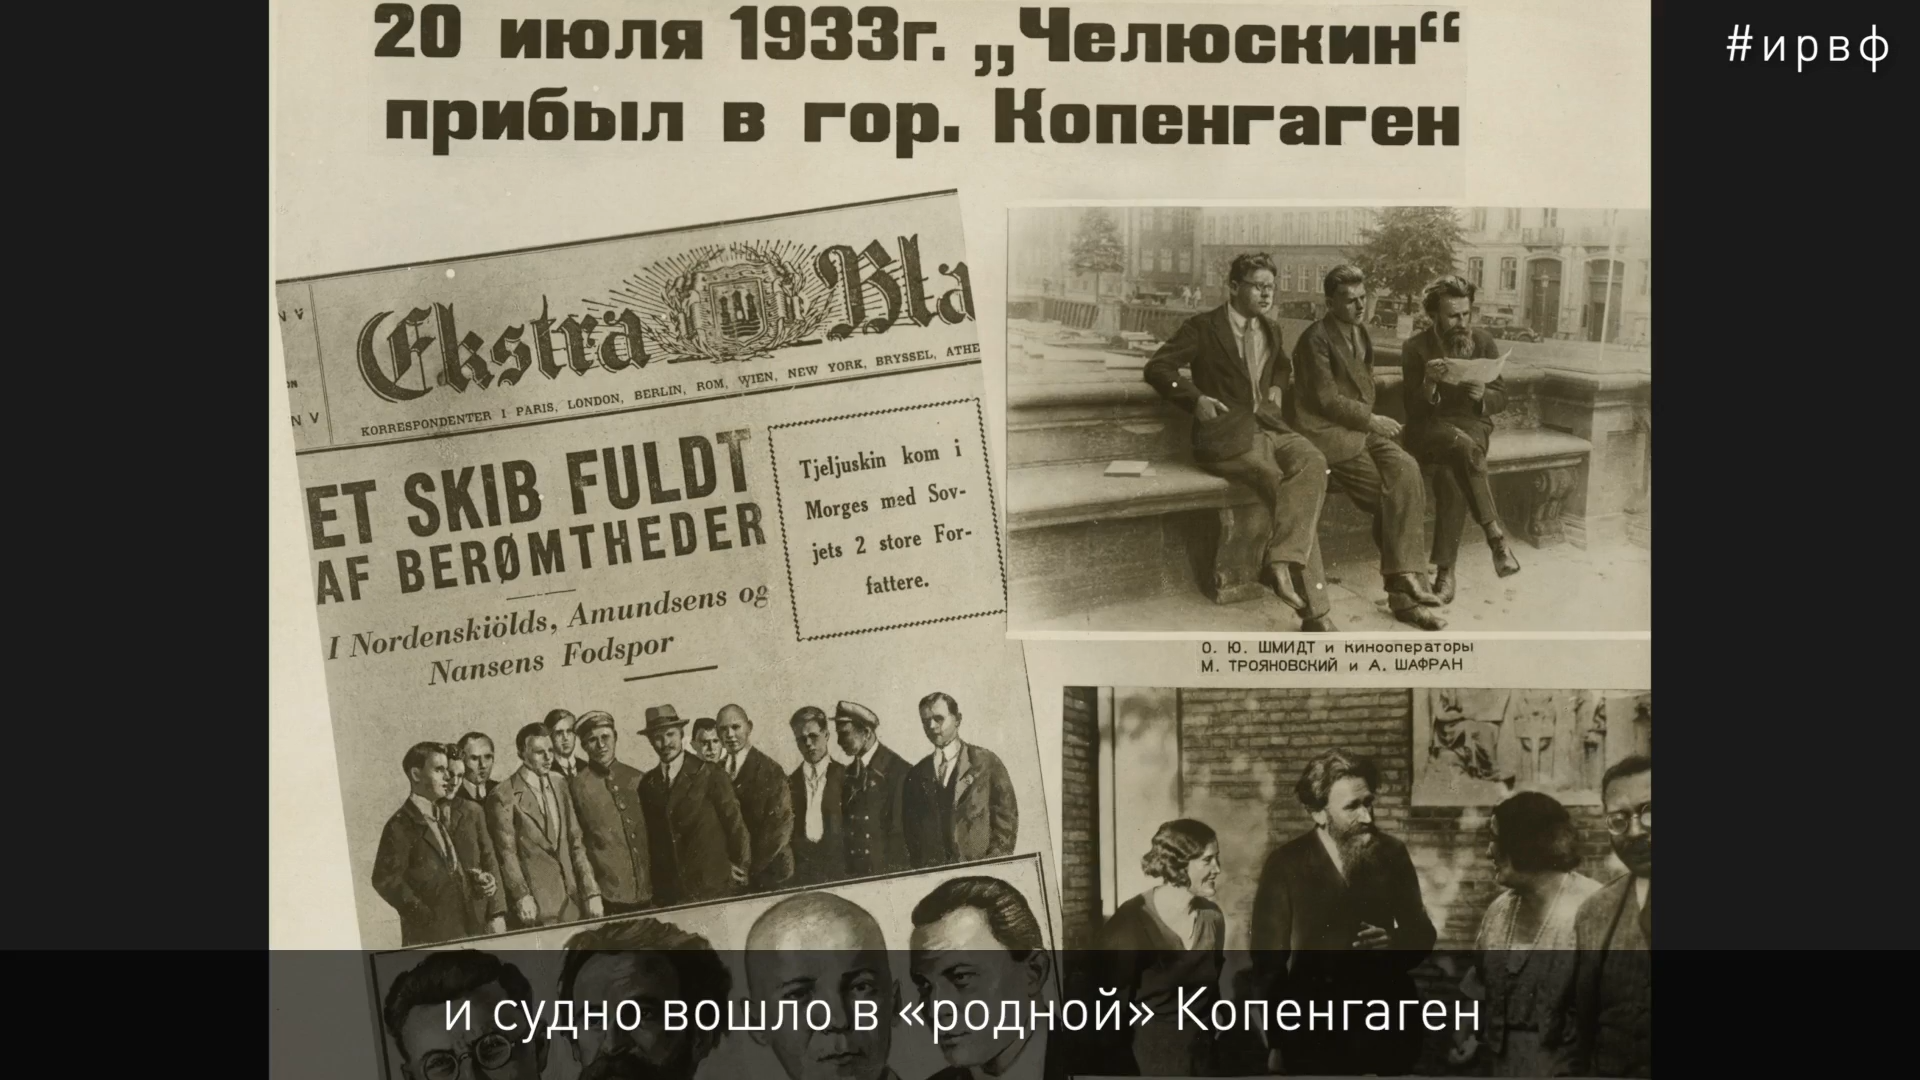 20 июля 1933г. „Челюскин“
прибыл в гор. Копенгаген
#ирвф
Ekstra
KORRESPONDENTER I PARIS, LONDON, BERLIN, ROM, WIEN, NEW YORK, BRYSSEL,
ET SKIB FULDT
AF BERØMTHEDER
I Nordenskiölds, Amundsens og
Nansens Fodspor
Tjeljuskin kom i
Morges med Sov-
jets 2 store For-
fattere.
О. Ю. ШМИДТ и кинооператоры
М. ТРОЯНОВСКИЙ и А. ШАФРАН
и судно вошло в «родной» Копенгаген